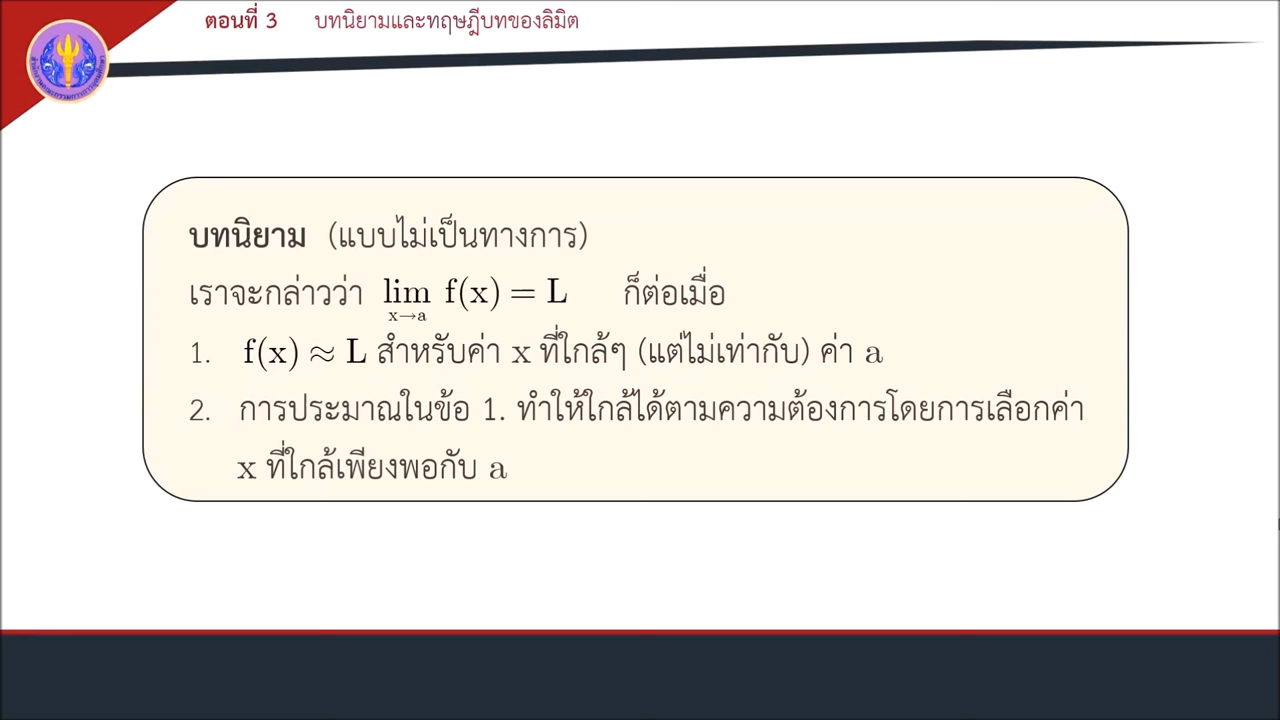 ตอนที่ 3 บทนิยามและทฤษฎีบทของลิมิต
บทนิยาม (แบบไม่เป็นทางการ)
เราจะกล่าวว่า lim f(x) = L ก็ต่อเมื่อ
x→a
1. f(x) ≈ L สำหรับค่า x ที่ใกล้ๆ (แต่ไม่เท่ากับ) ค่า a
2. การประมาณในข้อ 1. ทำให้ใกล้ได้ตามความต้องการโดยการเลือกค่า
x ที่ใกล้เพียงพอกับ a